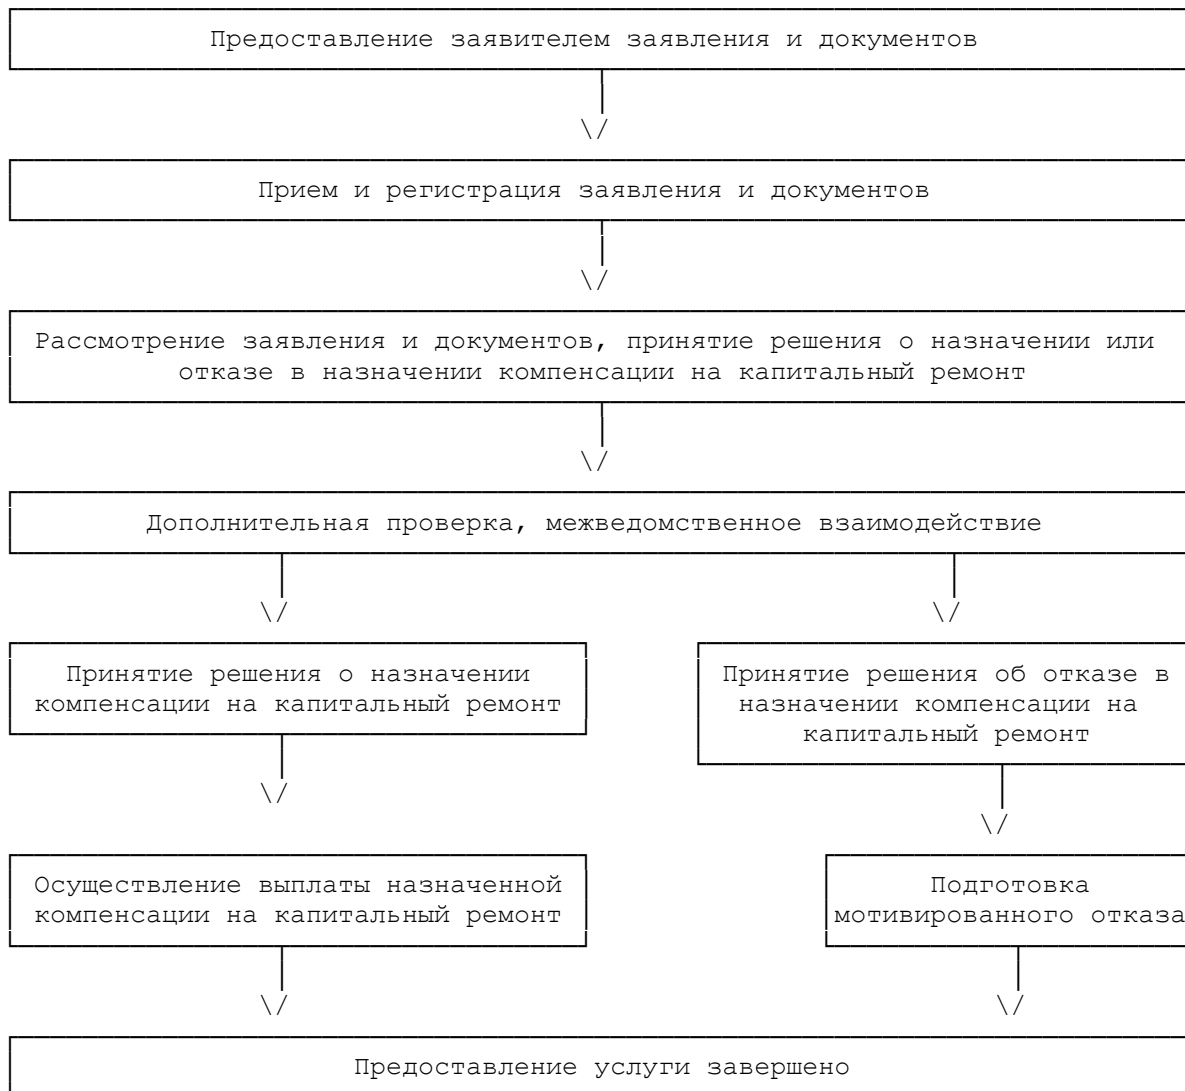 Предоставление заявителем заявления и документов
Прием и регистрация заявления и документов
Рассмотрение заявления и документов, принятие решения о назначении или
отказе в назначении компенсации на капитальный ремонт
Дополнительная проверка, межведомственное взаимодействие
Принятие решения о назначении
компенсации на капитальный ремонт
Принятие решения об отказе в
назначении компенсации на
капитальный ремонт
Осуществление выплаты назначенной
компенсации на капитальный ремонт
Подготовка
мотивированного отказа
Предоставление услуги завершено